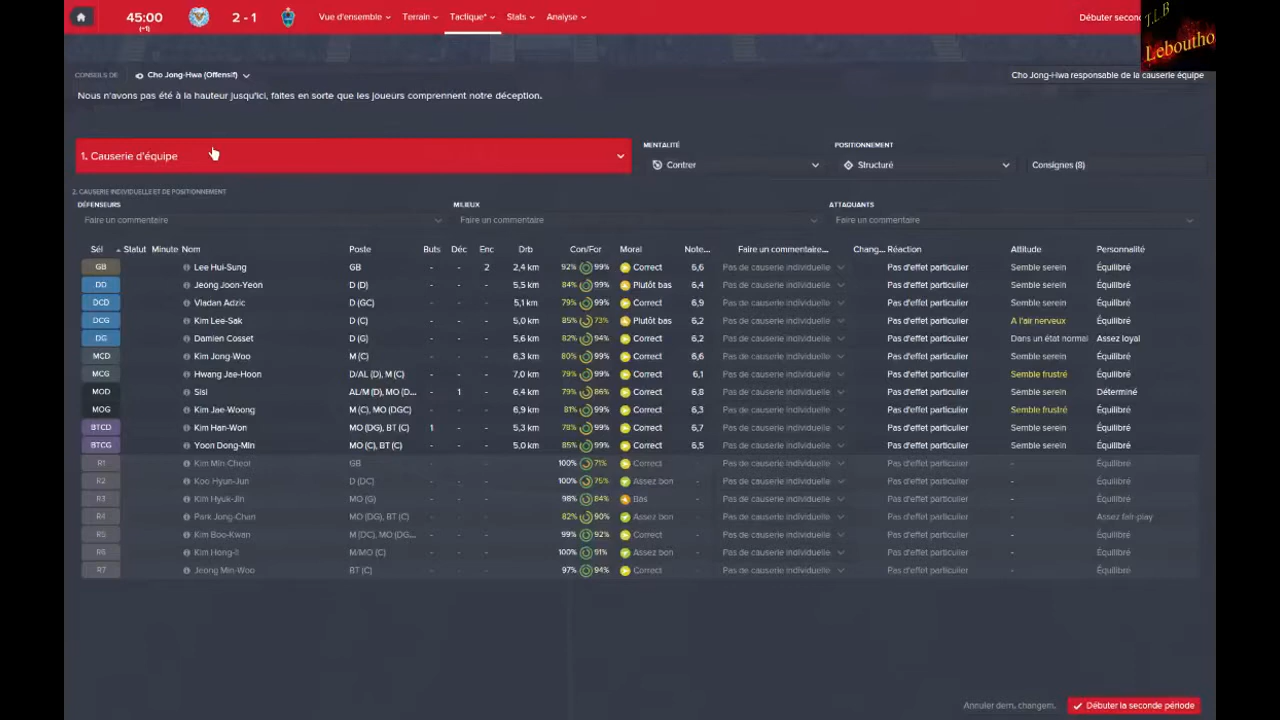 45:00
(+1)
2 - 1
Vue d'ensemble
Terrain
Tactique*
Stats
Analyse
Débuter secon
T.L.B
Leboutho
CONSEILS DE
Cho Jong-Hwa (Offensif)
Cho Jong-Hwa responsable de la causerie équipe
Nous n'avons pas été à la hauteur jusqu'ici, faites en sorte que les joueurs comprennent notre déception.
1. Causerie d'équipe
MENTALITÉ
Contrer
POSITIONNEMENT
Structuré
Consignes (8)
2. CAUSERIE INDIVIDUELLE ET DE POSITIONNEMENT
DÉFENSEURS
Faire un commentaire
MILIEUX
Faire un commentaire
ATTAQUANTS
Faire un commentaire
Sél Statut Minute Nom Poste Buts Déc Enc Drb Con/For Moral Note... Faire un commentaire... Chang... Réaction Attitude Personnalité
GB Lee Hui-Sung GB - - 2 2,4 km 92% 99% Correct 6,6 Pas de causerie individuelle Pas d'effet particulier Semble serein Équilibré
DD Jeong Joon-Yeon D (D) - - - 5,5 km 84% 99% Plutôt bas 6,4 Pas de causerie individuelle Pas d'effet particulier Semble serein Équilibré
DCD Vladan Adzic D (GC) - - - 5,1 km 79% 99% Correct 6,9 Pas de causerie individuelle Pas d'effet particulier Semble serein Équilibré
DCG Kim Lee-Sak D (C) - - - 5,0 km 85% 73% Plutôt bas 6,2 Pas de causerie individuelle Pas d'effet particulier A l'air nerveux Équilibré
DG Damien Cosset D (G) - - - 5,6 km 82% 94% Correct 6,2 Pas de causerie individuelle Pas d'effet particulier Dans un état normal Assez loyal
MCD Kim Jong-Woo M (C) - - - 6,3 km 80% 99% Correct 6,6 Pas de causerie individuelle Pas d'effet particulier Semble serein Équilibré
MCG Hwang Jae-Hoon D/AL (D), M (C) - - - 7,0 km 79% 99% Correct 6,1 Pas de causerie individuelle Pas d'effet particulier Semble frustré Équilibré
MOD Sisi AL/M (D), MO (D... - 1 - 6,4 km 79% 86% Correct 6,8 Pas de causerie individuelle Pas d'effet particulier Semble serein Déterminé
MOG Kim Jae-Woong M (C), MO (DGC) - - - 6,9 km 81% 99% Correct 6,3 Pas de causerie individuelle Pas d'effet particulier Semble frustré Équilibré
BTCD Kim Han-Won MO (DG), BT (C) 1 - - 5,3 km 78% 99% Correct 6,7 Pas de causerie individuelle Pas d'effet particulier Semble serein Équilibré
BTCG Yoon Dong-Min MO (C), BT (C) - - - 5,0 km 85% 99% Correct 6,5 Pas de causerie individuelle Pas d'effet particulier Semble serein Équilibré
R1 Kim Min-Cheol GB - - - 100% 71% Correct - Pas de causerie individuelle Pas d'effet particulier - Équilibré
R2 Koo Hyun-Jun D (DC) - - - 100% 75% Assez bon - Pas de causerie individuelle Pas d'effet particulier - Équilibré
R3 Kim Hyuk-Jin MO (G) - - - 98% 84% Bas - Pas de causerie individuelle Pas d'effet particulier - Équilibré
R4 Park Jong-Chan MO (DG), BT (C) - - - 82% 90% Assez bon - Pas de causerie individuelle Pas d'effet particulier - Assez fair-play
R5 Kim Boo-Kwan M (DC), MO (DG... - - - 99% 92% Correct - Pas de causerie individuelle Pas d'effet particulier - Équilibré
R6 Kim Hong-Il M/MO (C) - - - 100% 91% Assez bon - Pas de causerie individuelle Pas d'effet particulier - Équilibré
R7 Jeong Min-Woo BT (C) - - - 97% 94% Correct - Pas de causerie individuelle Pas d'effet particulier - Équilibré
Annuler dern. changem.
Débuter la seconde période